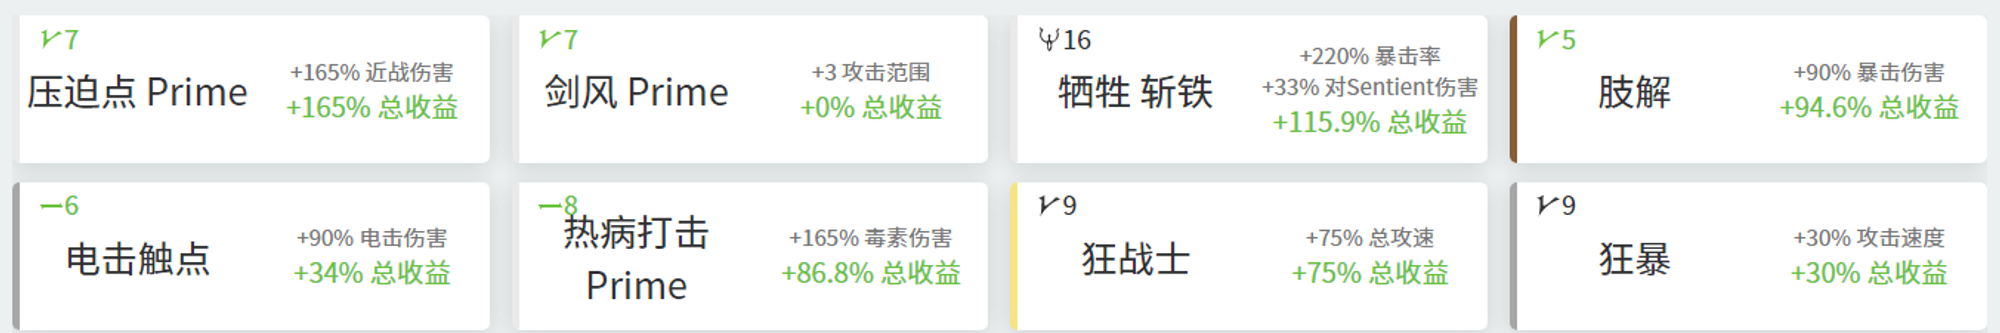 7
压迫点 Prime
+165% 近战伤害
+165% 总收益
7
剑风 Prime
+3 攻击范围
+0% 总收益
16
牺牲 斩铁
+220% 暴击率
+33% 对Sentient伤害
+115.9% 总收益
5
肢解
+90% 暴击伤害
+94.6% 总收益
6
电击触点
+90% 电击伤害
+34% 总收益
8
热病打击
Prime
+165% 毒素伤害
+86.8% 总收益
9
狂战士
+75% 总攻速
+75% 总收益
9
狂暴
+30% 攻击速度
+30% 总收益